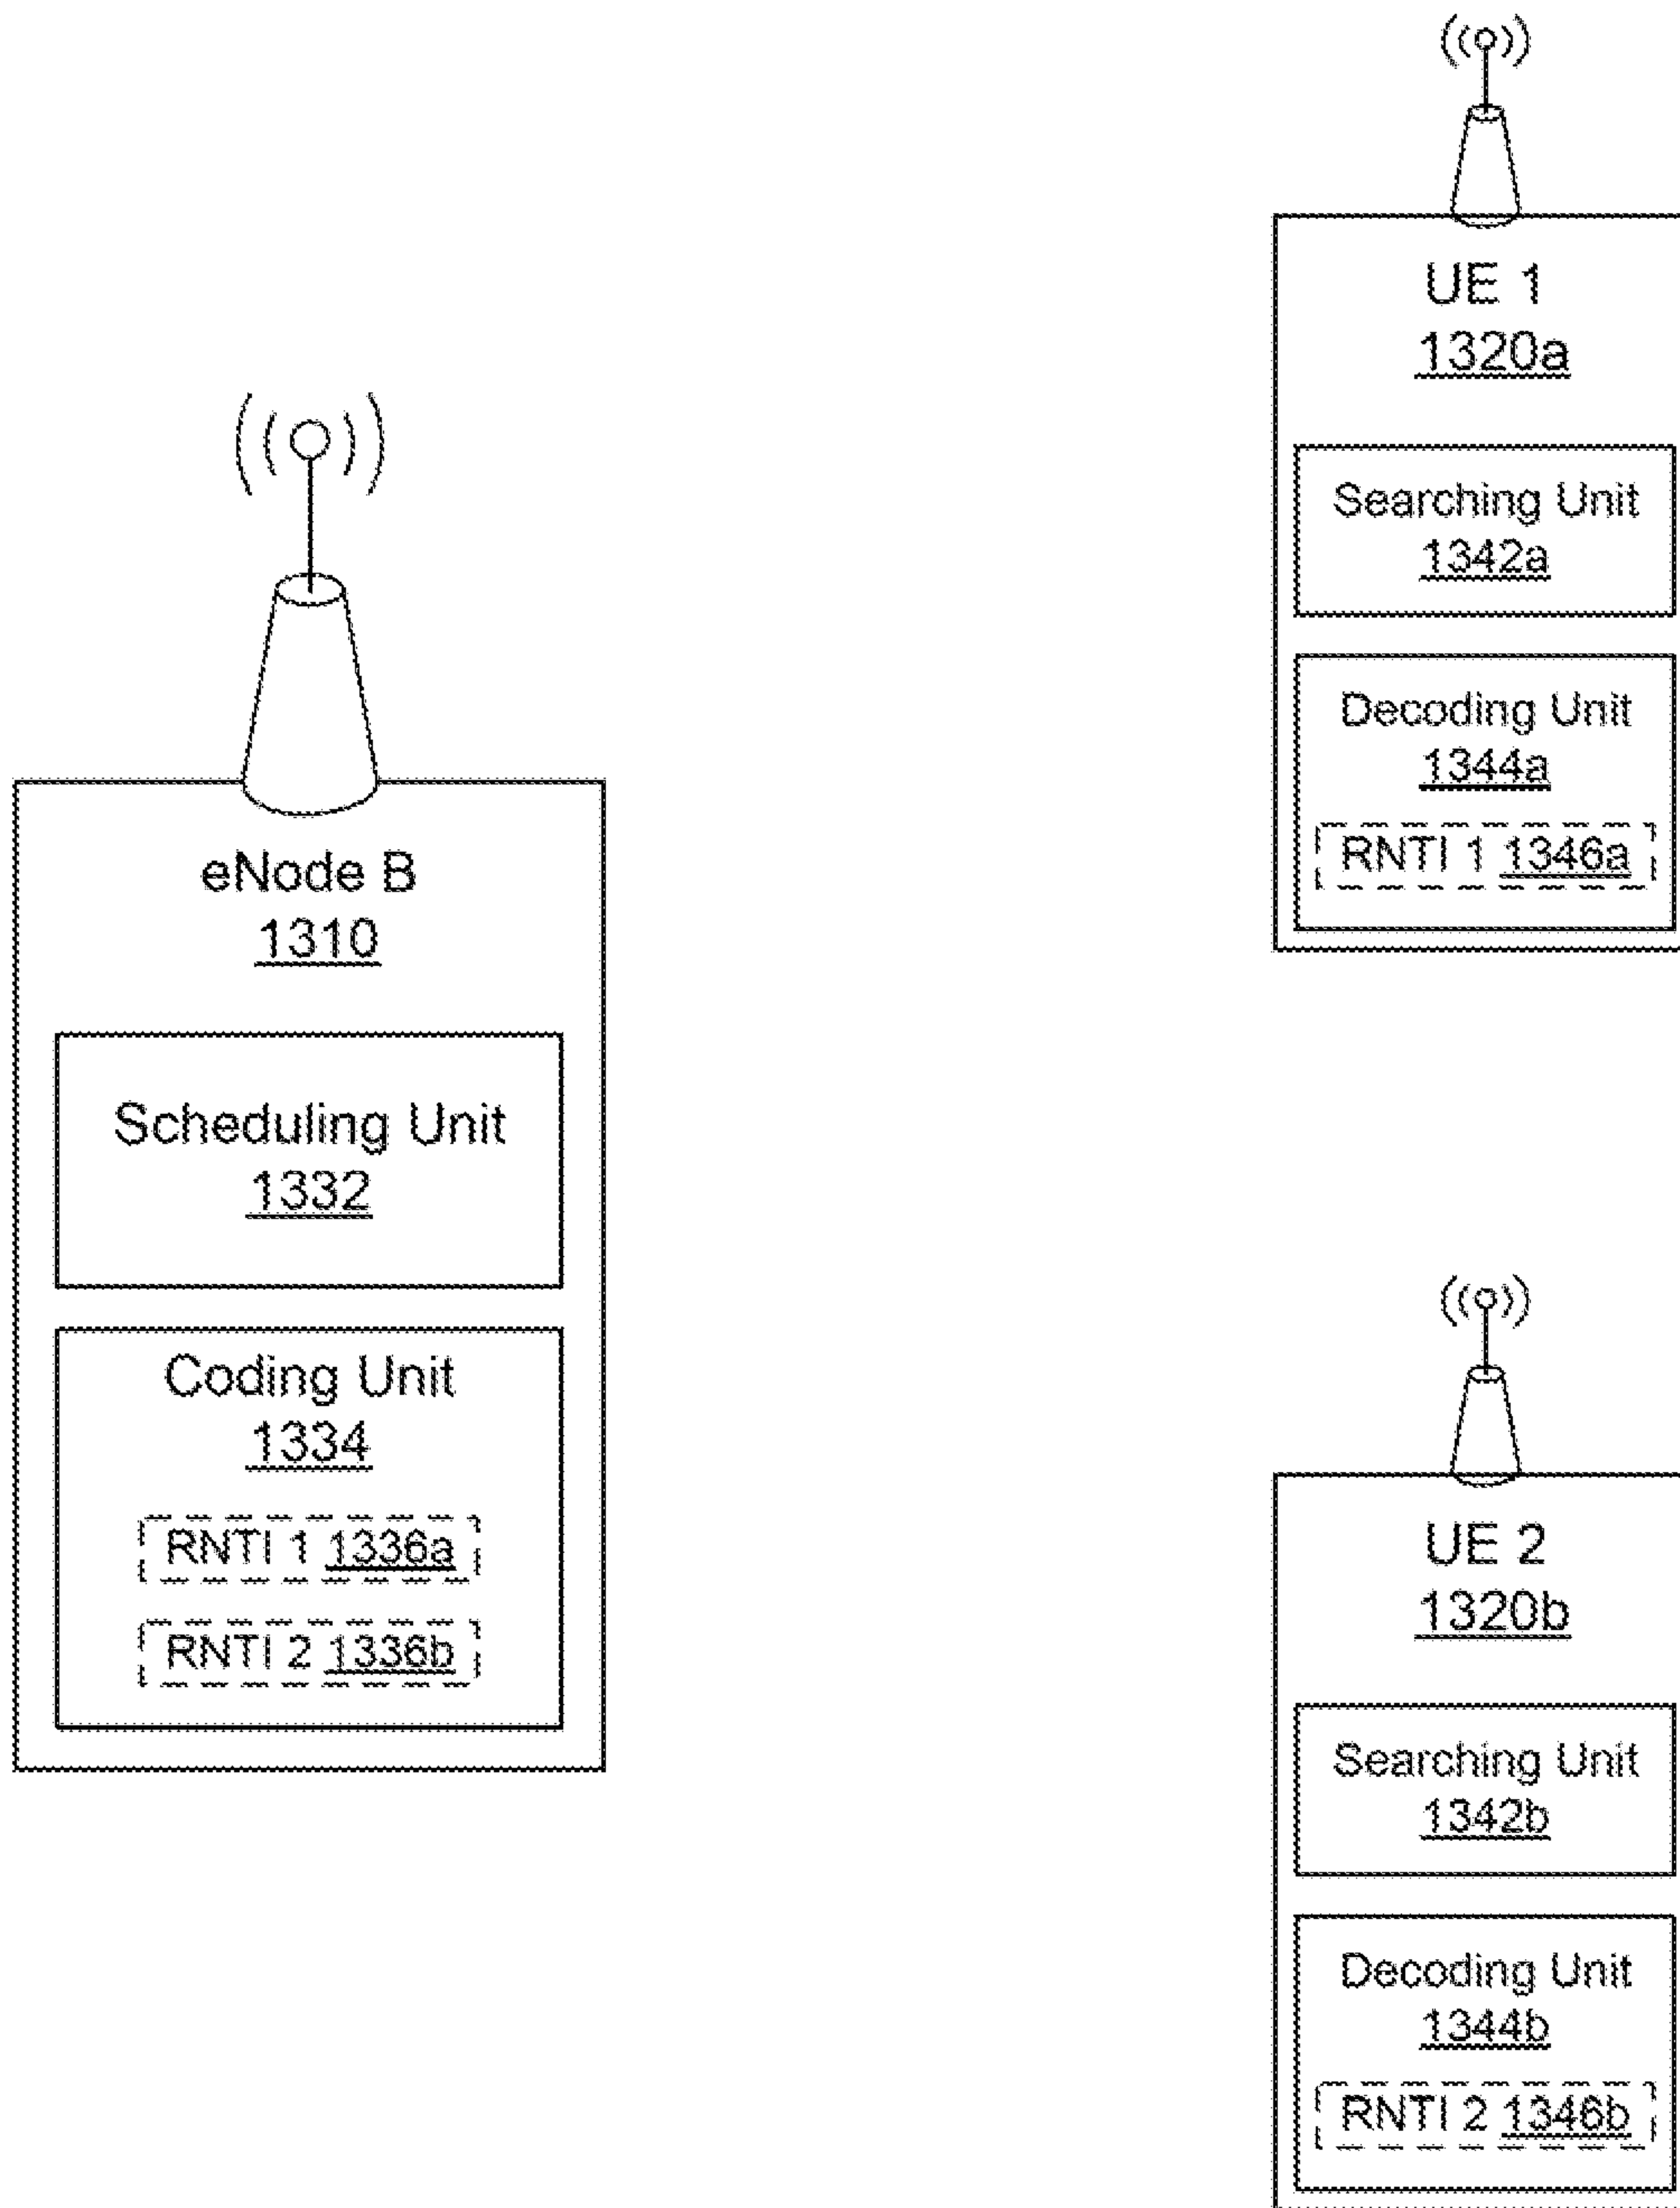 eNode B
1310
Scheduling Unit
1332
Coding Unit
1334
RNTI 1 1336a
RNTI 2 1336b
UE 1
1320a
Searching Unit
1342a
Decoding Unit
1344a
RNTI 1 1346a
UE 2
1320b
Searching Unit
1342b
Decoding Unit
1344b
RNTI 2 1346b